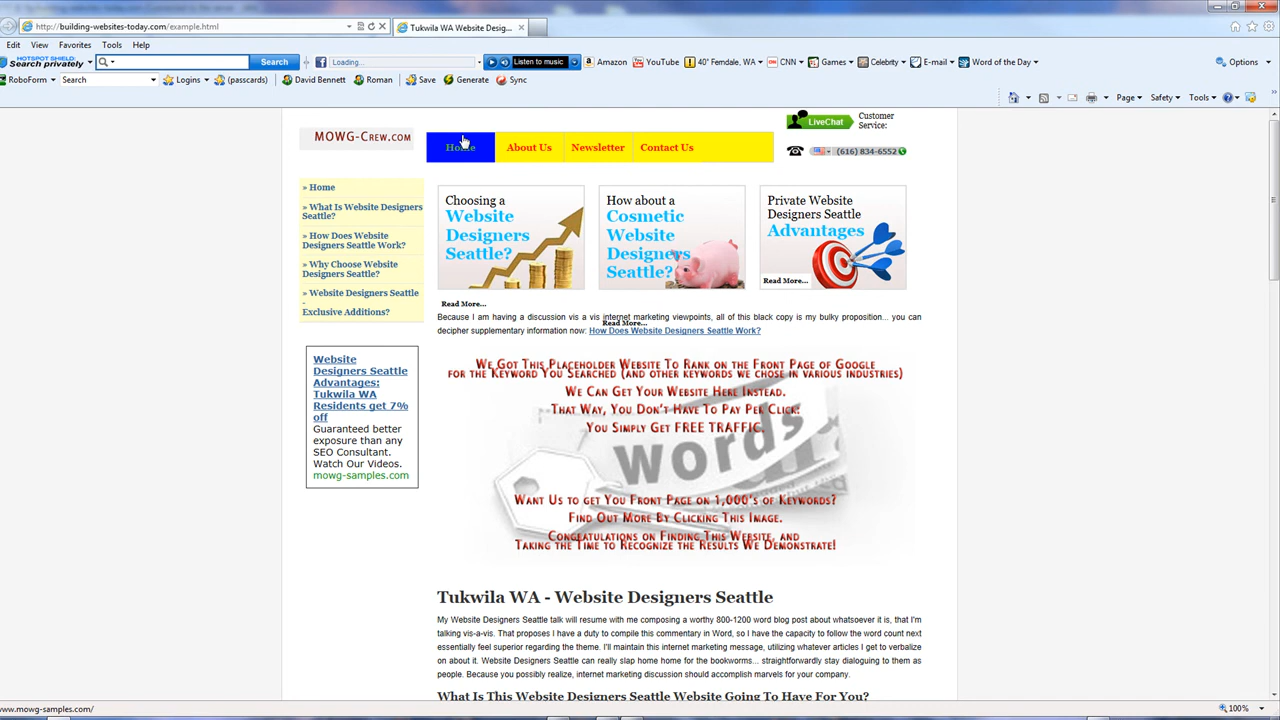 http://building-websites-today.com/example.html
Tukwila WA Website Desig...
Edit View Favorites Tools Help
HOTSPOT SHIELD:
Search privately Search Loading... Listen to music Amazon YouTube 40° Ferndale, WA CNN Games Celebrity E-mail Word of the Day Options
RoboForm Search Logins (passcards) David Bennett Roman Save Generate Sync
Page Safety Tools
MOWG-Crew.com
Home About Us Newsletter Contact Us
LiveChat
Customer
Service:
(616) 834-6552
» Home
» What Is Website Designers
Seattle?
» How Does Website
Designers Seattle Work?
» Why Choose Website
Designers Seattle?
» Website Designers Seattle
-
Exclusive Additions?
Choosing a
Website
Designers
Seattle?
Read More...
How about a
Cosmetic
Website
Designers
Seattle?
Read More...
Private Website
Designers Seattle
Advantages
Read More...
Because I am having a discussion vis a vis internet marketing viewpoints, all of this black copy is my bulky proposition... you can
decipher supplementary information now: How Does Website Designers Seattle Work?
Website
Designers Seattle
Advantages:
Tukwila WA
Residents get 7%
off
Guaranteed better
exposure than any
SEO Consultant.
Watch Our Videos.
mowg-samples.com
We Got This Placeholder Website To Rank on the Front Page of Google
for the Keyword You Searched (and other keywords we chose in various industries)
We Can Get Your Website Here Instead.
That Way, You Don't Have To Pay Per Click.
You Simply Get FREE TRAFFIC.
words
Want Us to get You Front Page on 1,000's of Keywords?
Find Out More By Clicking This Image.
Congratulations on Finding This Website, and
Taking the Time to Recognize the Results We Demonstrate!
Tukwila WA - Website Designers Seattle
My Website Designers Seattle talk will resume with me composing a worthy 800-1200 word blog post about whatsoever it is, that I'm
talking vis-a-vis. That proposes I have a duty to compile this commentary in Word, so I have the capacity to follow the word count next
essentially feel superior regarding the theme. I'll maintain this internet marketing message, utilizing whatever articles I get to verbalize
on about it. Website Designers Seattle can really slap home home for the bookworms... straightforwardly stay dialoguing to them as
people. Because you possibly realize, internet marketing discussion should accomplish marvels for your company.
What Is This Website Designers Seattle Website Going To Have For You?
www.mowg-samples.com/
100%